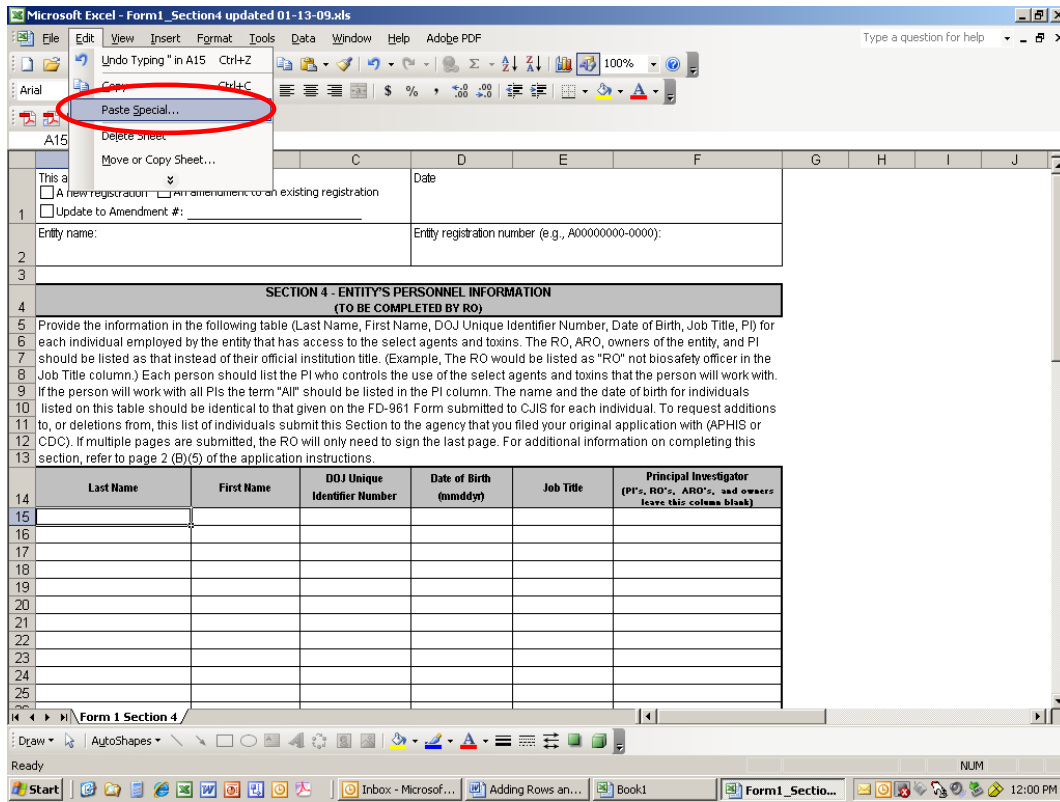 Microsoft Excel - Form1_Section4 updated 01-13-09.xls
File Edit View Insert Format Tools Data Window Help Adobe PDF Type a question for help
Undo Typing '' in A15 Ctrl+Z
100%
Copy Ctrl+C
Arial
$ %
Paste Special...
Delete Sheet
A15
Move or Copy Sheet...
C D E F G H I J
This a
Date
A new registration An amendment to an existing registration
Update to Amendment #:
1
Entity name: Entity registration number (e.g., A00000000-0000):
2
3
SECTION 4 - ENTITY'S PERSONNEL INFORMATION
4 (TO BE COMPLETED BY RO)
5 Provide the information in the following table (Last Name, First Name, DOJ Unique Identifier Number, Date of Birth, Job Title, PI) for
6 each individual employed by the entity that has access to the select agents and toxins. The RO, ARO, owners of the entity, and PI
7 should be listed as that instead of their official institution title. (Example, The RO would be listed as "RO" not biosafety officer in the
8 Job Title column.) Each person should list the PI who controls the use of the select agents and toxins that the person will work with.
9 If the person will work with all PIs the term "All" should be listed in the PI column. The name and the date of birth for individuals
10 listed on this table should be identical to that given on the FD-961 Form submitted to CJIS for each individual. To request additions
11 to, or deletions from, this list of individuals submit this Section to the agency that you filed your original application with (APHIS or
12 CDC). If multiple pages are submitted, the RO will only need to sign the last page. For additional information on completing this
13 section, refer to page 2 (B)(5) of the application instructions.
Last Name First Name DOJ Unique Identifier Number Date of Birth (mmddyr) Job Title Principal Investigator
(PI's, RO's, ARO's, and owners
14 leave this column blank)
15
16
17
18
19
20
21
22
23
24
25
Form 1 Section 4
Draw AutoShapes
Ready NUM
Start Inbox - Microsof... Adding Rows an... Book1 Form1_Sectio... 12:00 PM